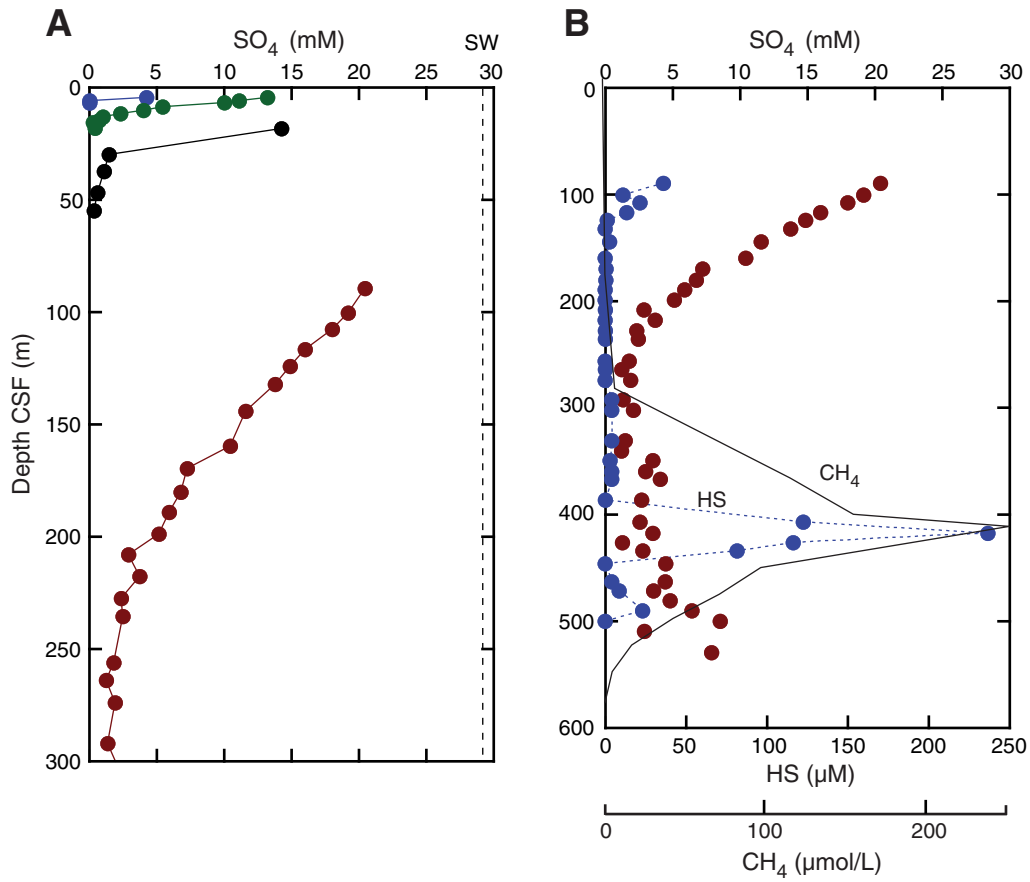 A
SO4 (mM)
SW
0 5 10 15 20 25 30
0
50
100
150
200
250
300
Depth CSF (m)
B
SO4 (mM)
0 5 10 15 20 25 30
0
100
200
300
400
500
600
CH4
HS
0 50 100 150 200 250
HS (µM)
0 100 200
CH4 (µmol/L)